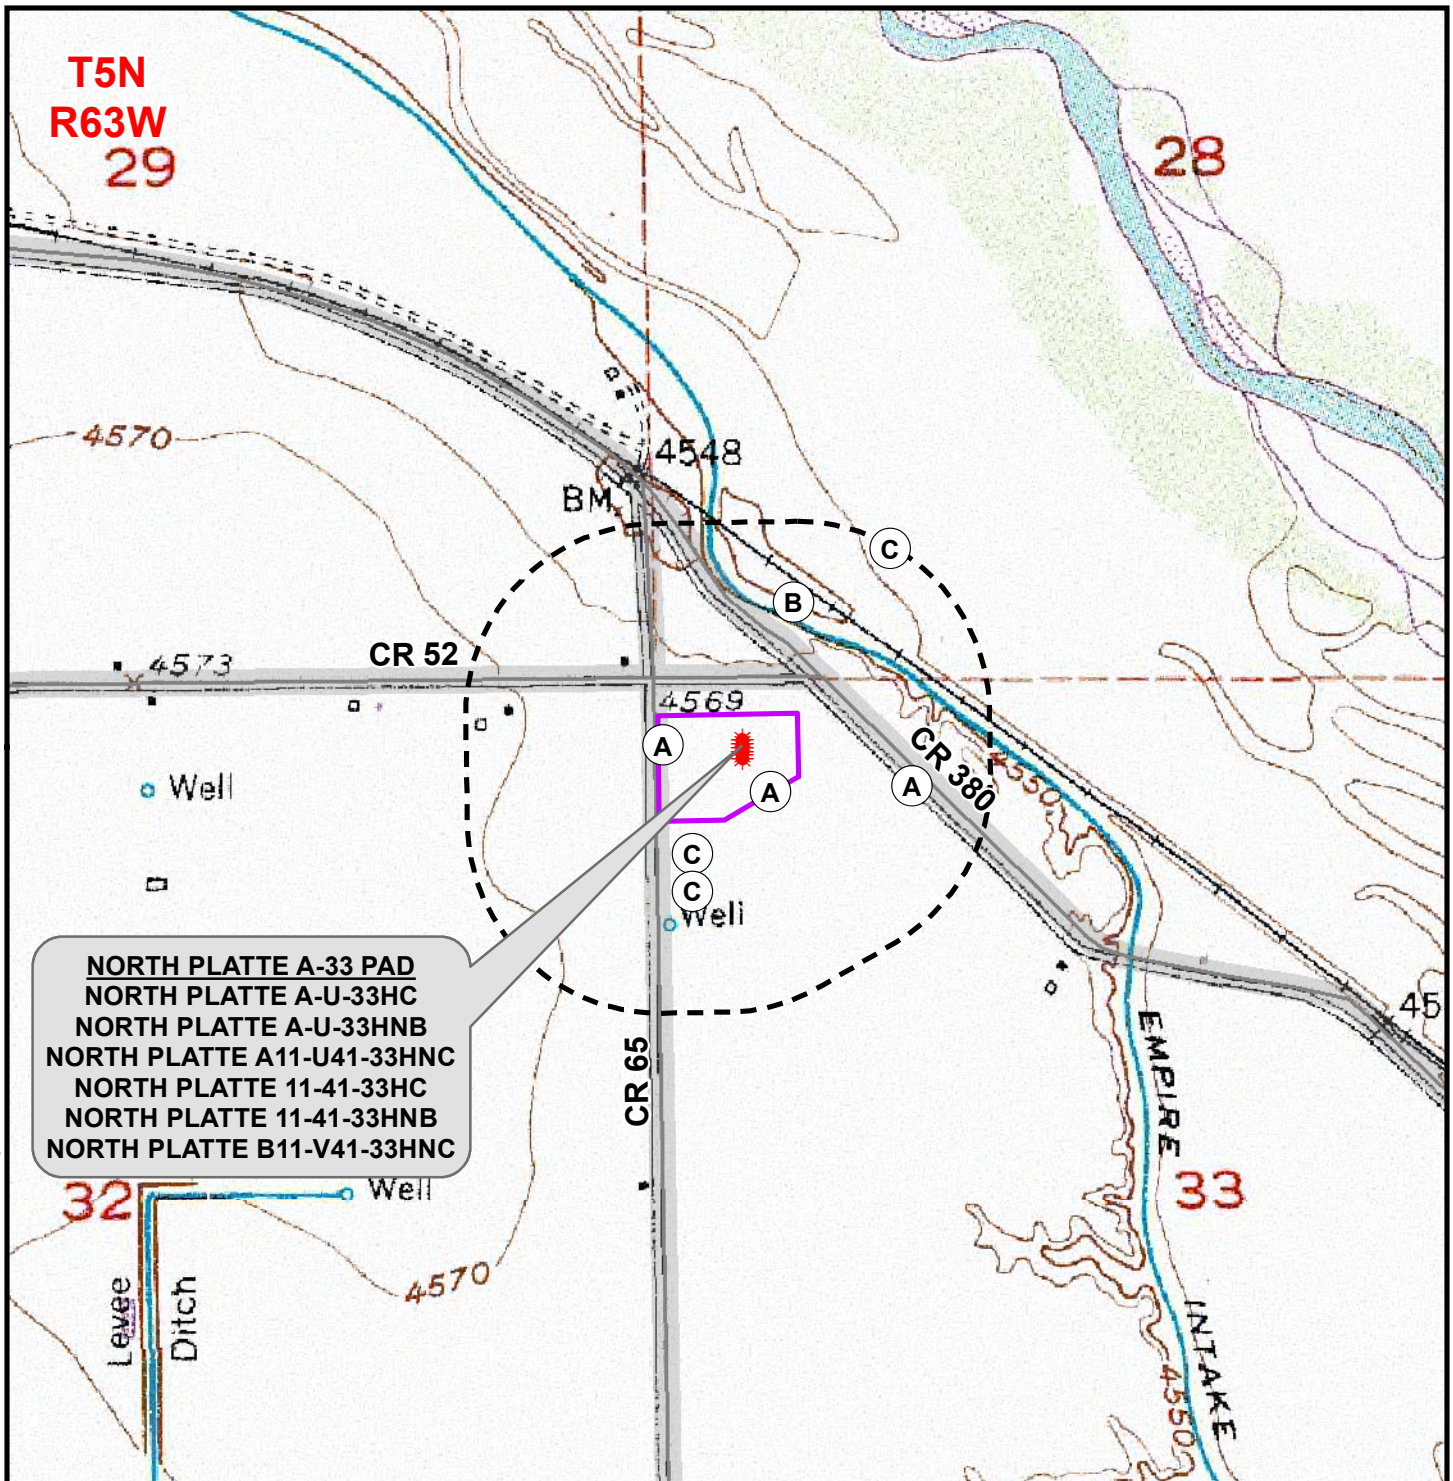 T5N
R63W
29
28
4570
4548
BM
C
B
CR 52
4573
4569
A
CR 380
4550
A
A
Well
C
C
Well
NORTH PLATTE A-33 PAD
NORTH PLATTE A-U-33HC
NORTH PLATTE A-U-33HNB
NORTH PLATTE A11-U41-33HNC
NORTH PLATTE 11-41-33HC
NORTH PLATTE 11-41-33HNB
NORTH PLATTE B11-V41-33HNC
45
CR 65
EMPIRE
INTAKE
32
Well
33
4570
Levee
Ditch
4550